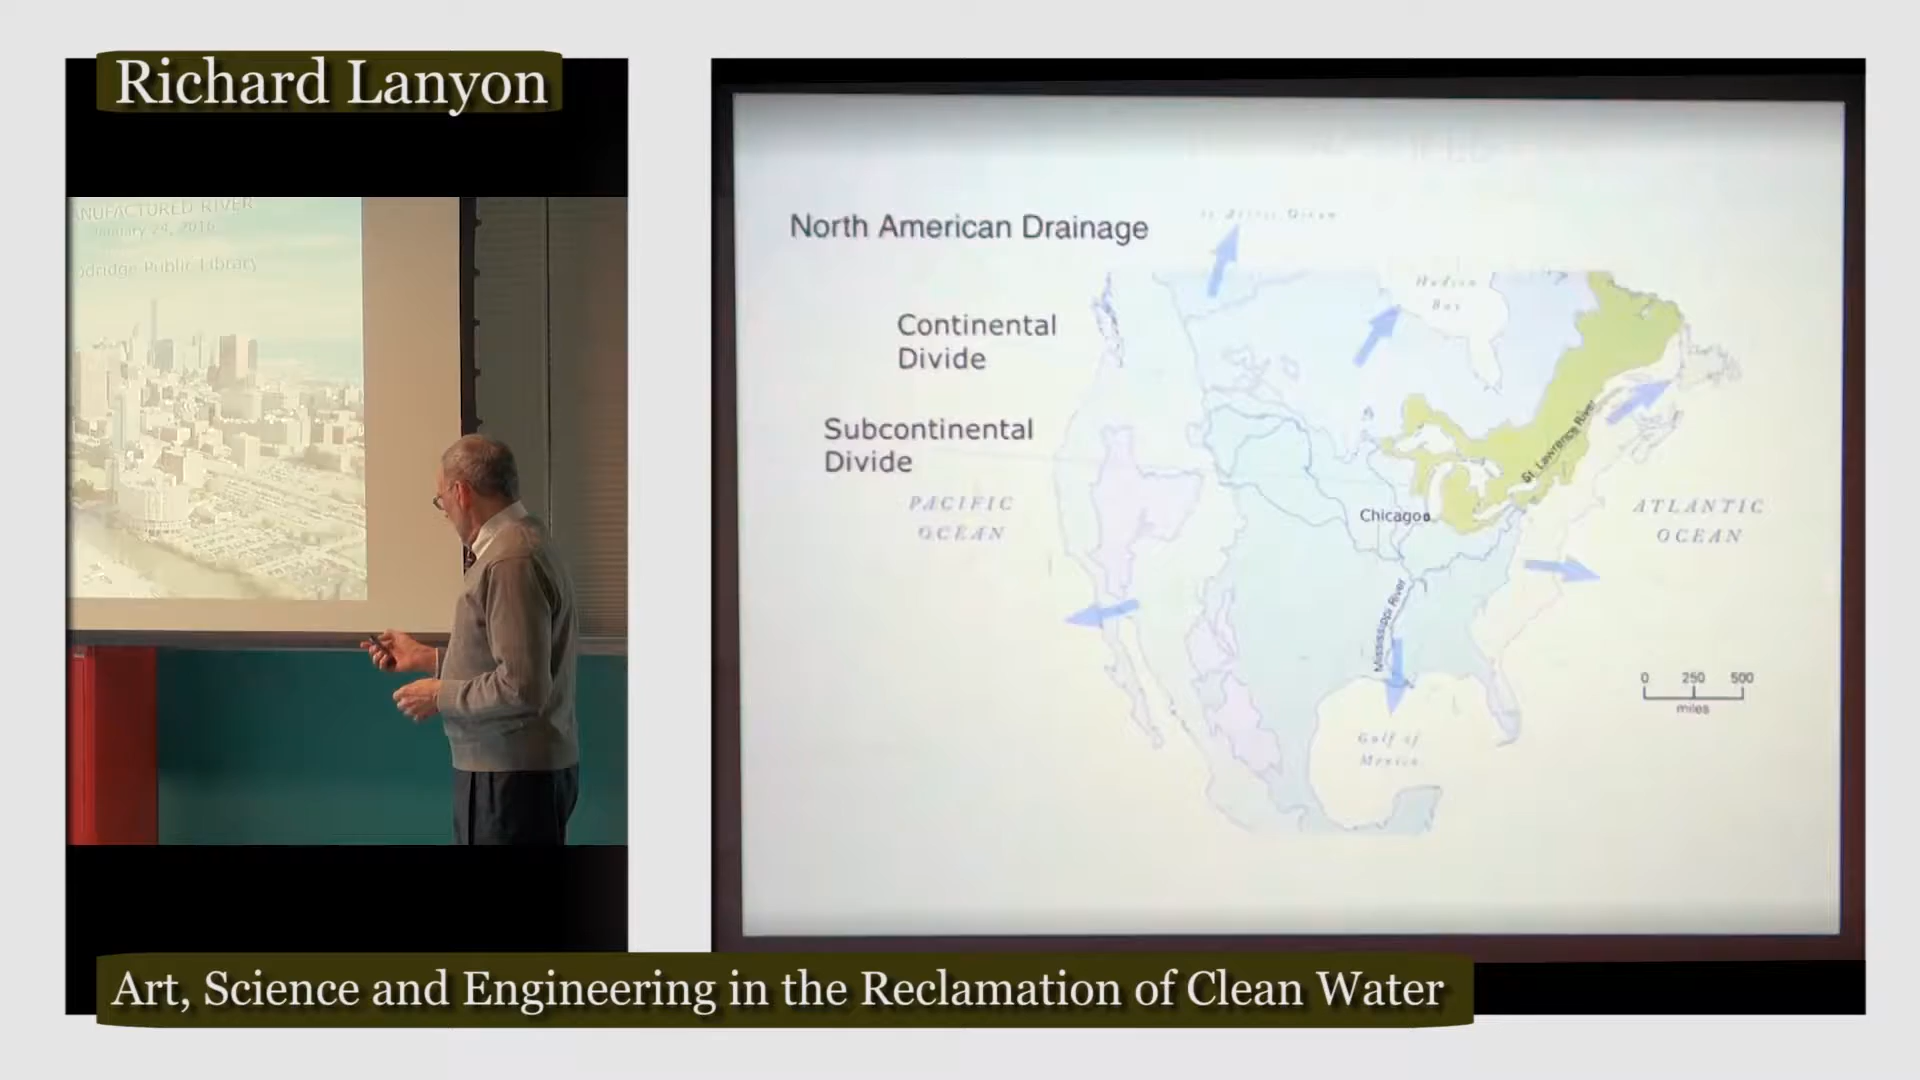 Richard Lanyon
ANUFACTURED RIVER
January 24, 2016
odridge Public Library
North American Drainage
Continental
Divide
Subcontinental
Divide
PACIFIC
OCEAN
Hudson
Bay
St. Lawrence River
Chicago
ATLANTIC
OCEAN
Mississippi River
0 250 500
miles
Gulf of
Mexico
Art, Science and Engineering in the Reclamation of Clean Water